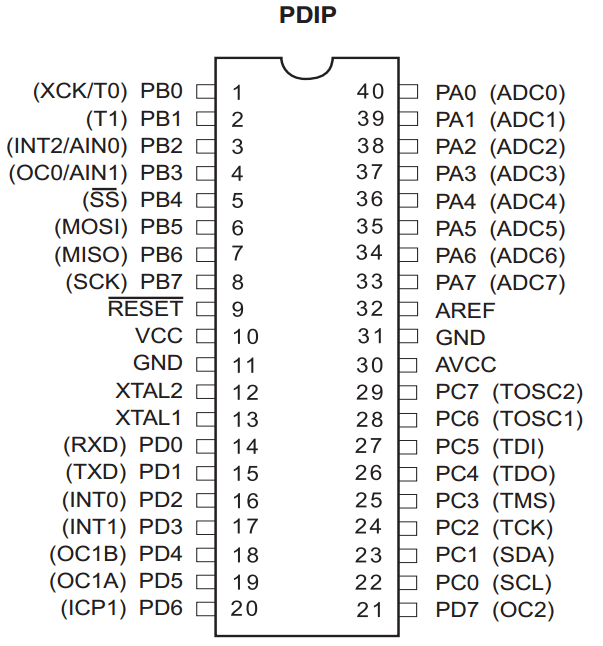 PDIP
(XCK/T0) PB0 1 40 PA0 (ADC0)
(T1) PB1 2 39 PA1 (ADC1)
(INT2/AIN0) PB2 3 38 PA2 (ADC2)
(OC0/AIN1) PB3 4 37 PA3 (ADC3)
(S̅S̅) PB4 5 36 PA4 (ADC4)
(MOSI) PB5 6 35 PA5 (ADC5)
(MISO) PB6 7 34 PA6 (ADC6)
(SCK) PB7 8 33 PA7 (ADC7)
R̅E̅S̅E̅T̅ 9 32 AREF
VCC 10 31 GND
GND 11 30 AVCC
XTAL2 12 29 PC7 (TOSC2)
XTAL1 13 28 PC6 (TOSC1)
(RXD) PD0 14 27 PC5 (TDI)
(TXD) PD1 15 26 PC4 (TDO)
(INT0) PD2 16 25 PC3 (TMS)
(INT1) PD3 17 24 PC2 (TCK)
(OC1B) PD4 18 23 PC1 (SDA)
(OC1A) PD5 19 22 PC0 (SCL)
(ICP1) PD6 20 21 PD7 (OC2)